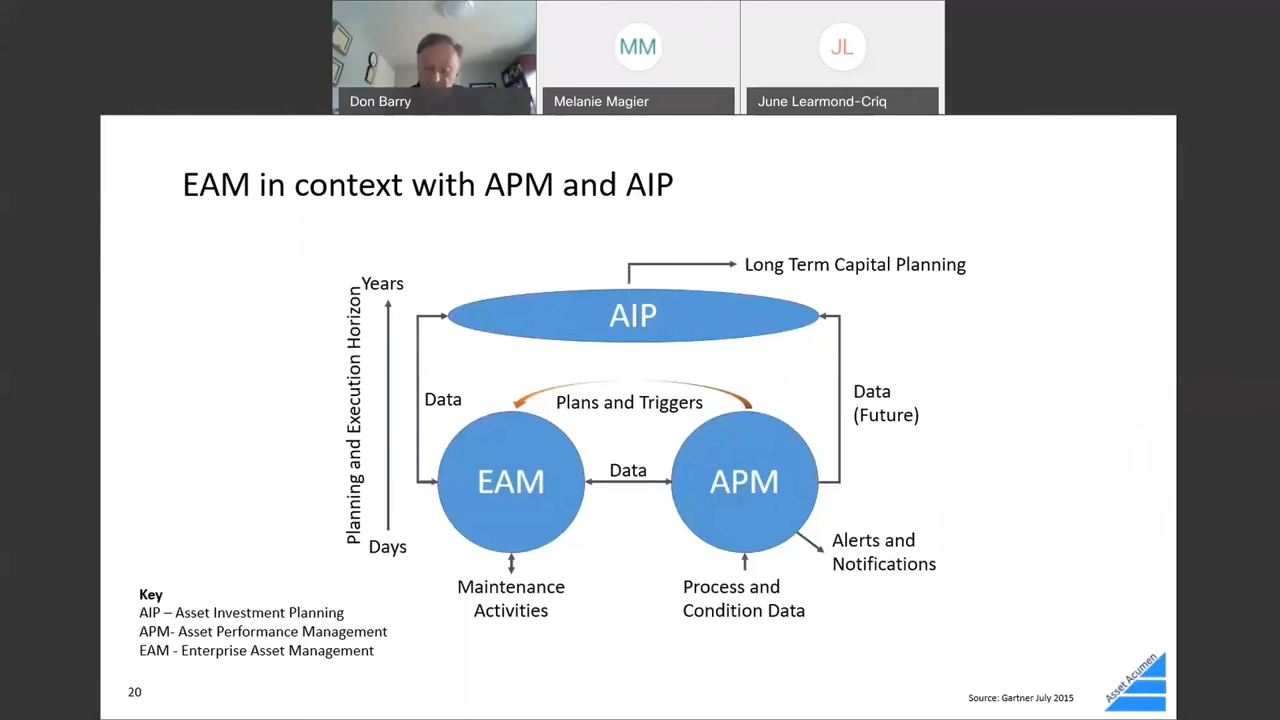 MM
JL
Don Barry
Melanie Magier
June Learmond-Criq
EAM in context with APM and AIP
Long Term Capital Planning
Years
AIP
Planning and Execution Horizon
Data
Plans and Triggers
Data
(Future)
EAM
Data
APM
Days
Alerts and
Notifications
Maintenance
Activities
Process and
Condition Data
Key
AIP – Asset Investment Planning
APM- Asset Performance Management
EAM - Enterprise Asset Management
20
Source: Gartner July 2015
Asset Acumen